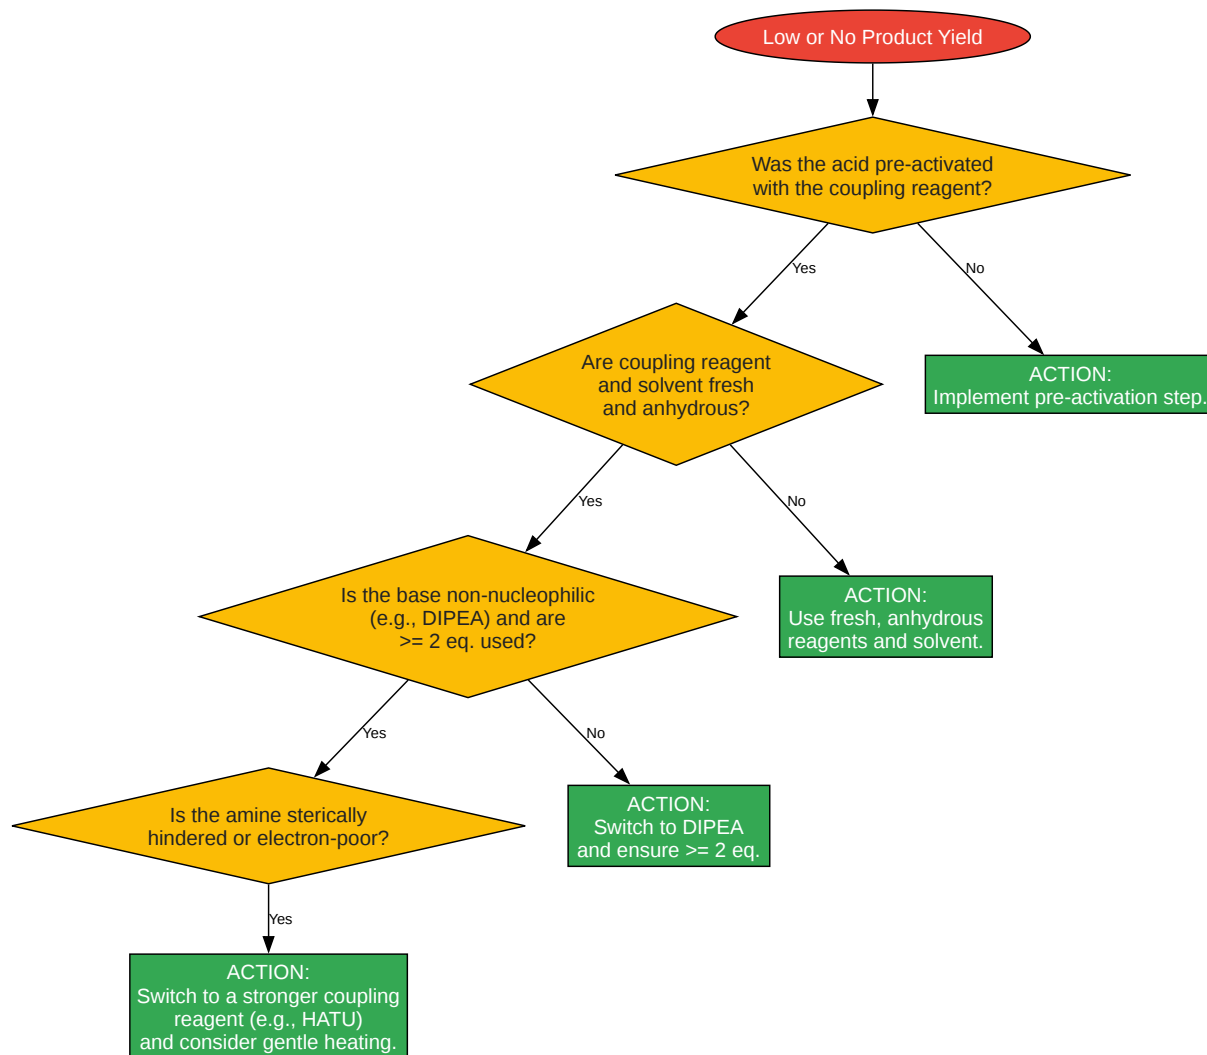 Low or No Product Yield
Was the acid pre-activated
with the coupling reagent?
Yes
No
Are coupling reagent
and solvent fresh
and anhydrous?
ACTION:
Implement pre-activation step.
Yes
No
Is the base non-nucleophilic
(e.g., DIPEA) and are
>= 2 eq. used?
ACTION:
Use fresh, anhydrous
reagents and solvent.
Yes
No
Is the amine sterically
hindered or electron-poor?
ACTION:
Switch to DIPEA
and ensure >= 2 eq.
Yes
ACTION:
Switch to a stronger coupling
reagent (e.g., HATU)
and consider gentle heating.